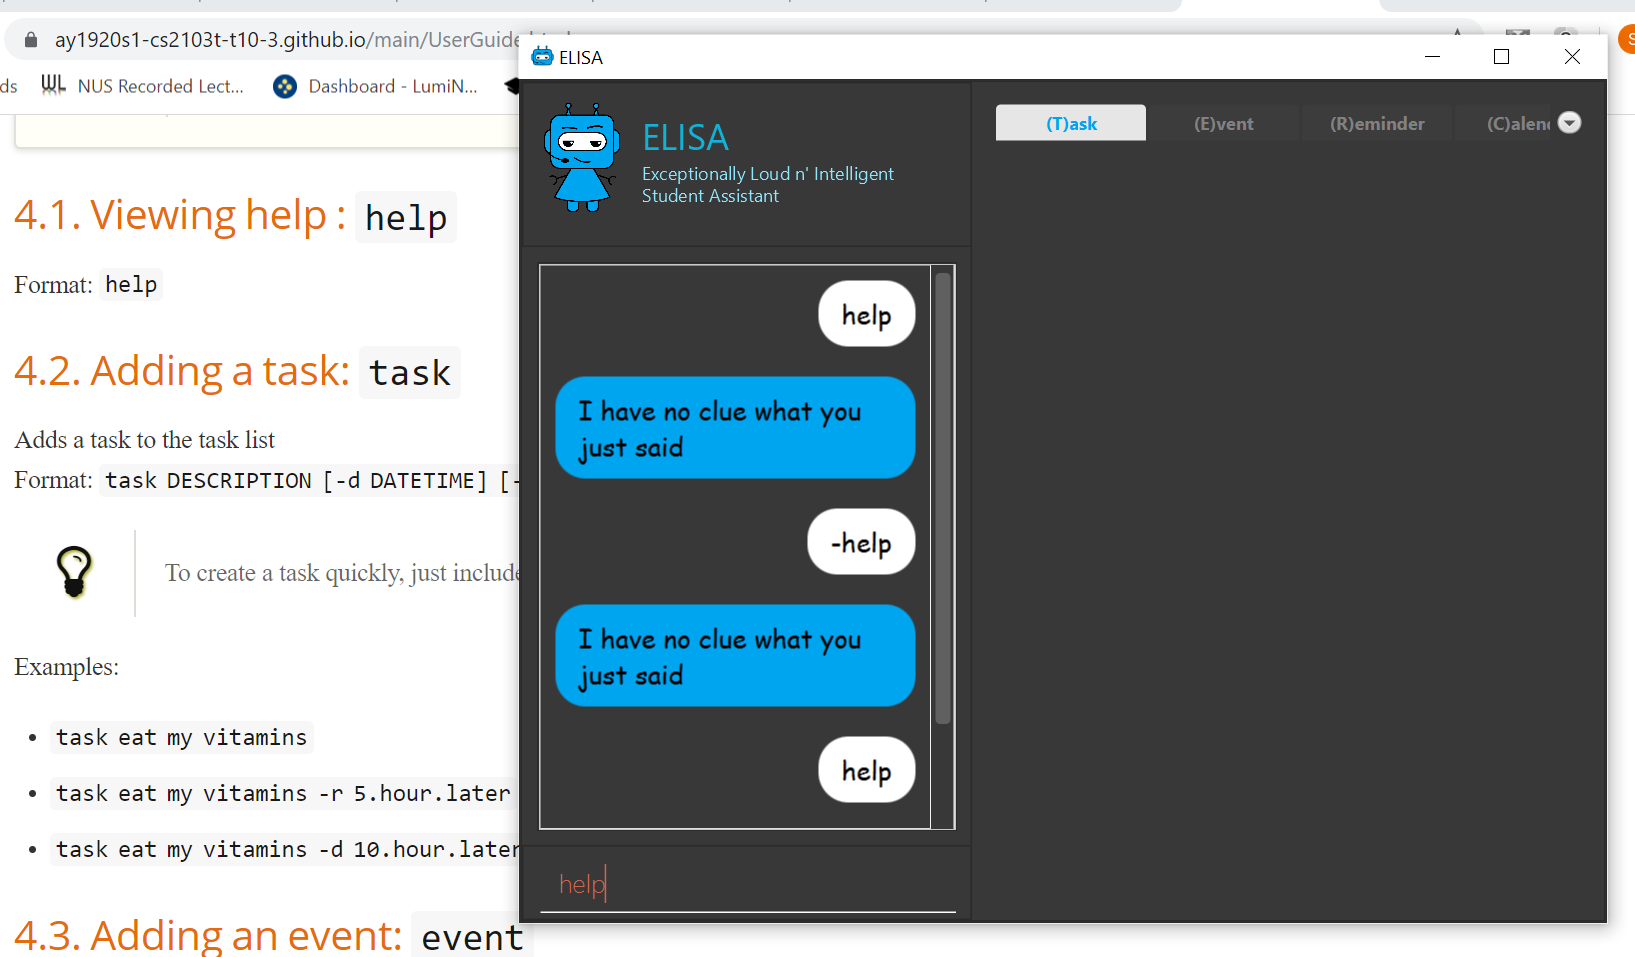 ay1920s1-cs2103t-t10-3.github.io/main/UserGuide
ds NUS Recorded Lect... Dashboard - LumiN...
4.1. Viewing help : help
Format: help
4.2. Adding a task: task
Adds a task to the task list
Format: task DESCRIPTION [-d DATETIME] [-
To create a task quickly, just include
Examples:
• task eat my vitamins
• task eat my vitamins -r 5.hour.later
• task eat my vitamins -d 10.hour.later
4.3. Adding an event: event
ELISA
ELISA
Exceptionally Loud n' Intelligent
Student Assistant
help
I have no clue what you
just said
-help
I have no clue what you
just said
help
help
(T)ask (E)vent (R)eminder (C)alen
S